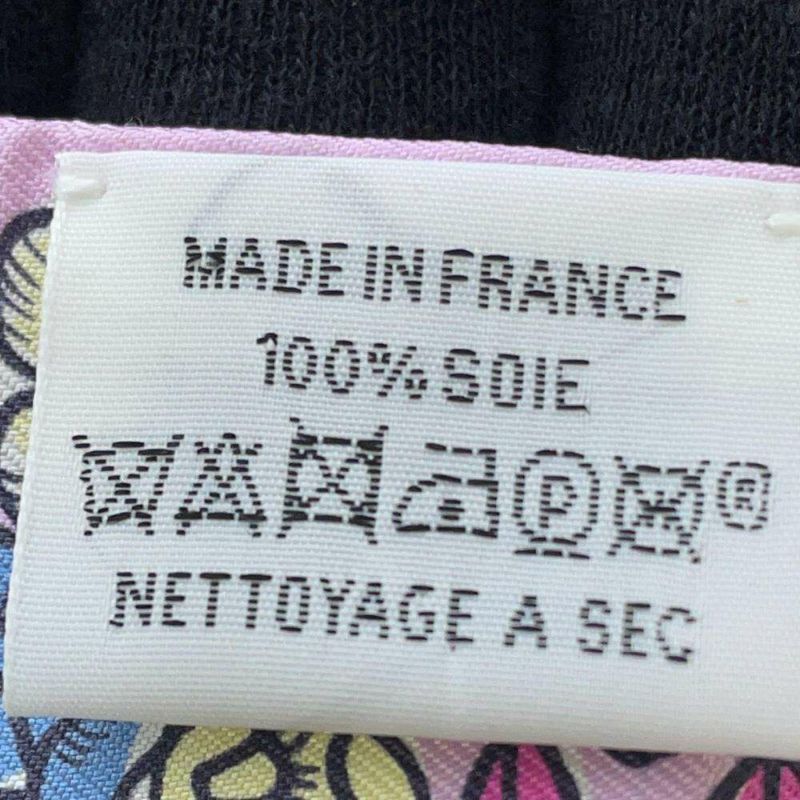 MADE IN FRANCE
100% SOIE
P ®
NETTOYAGE A SEC